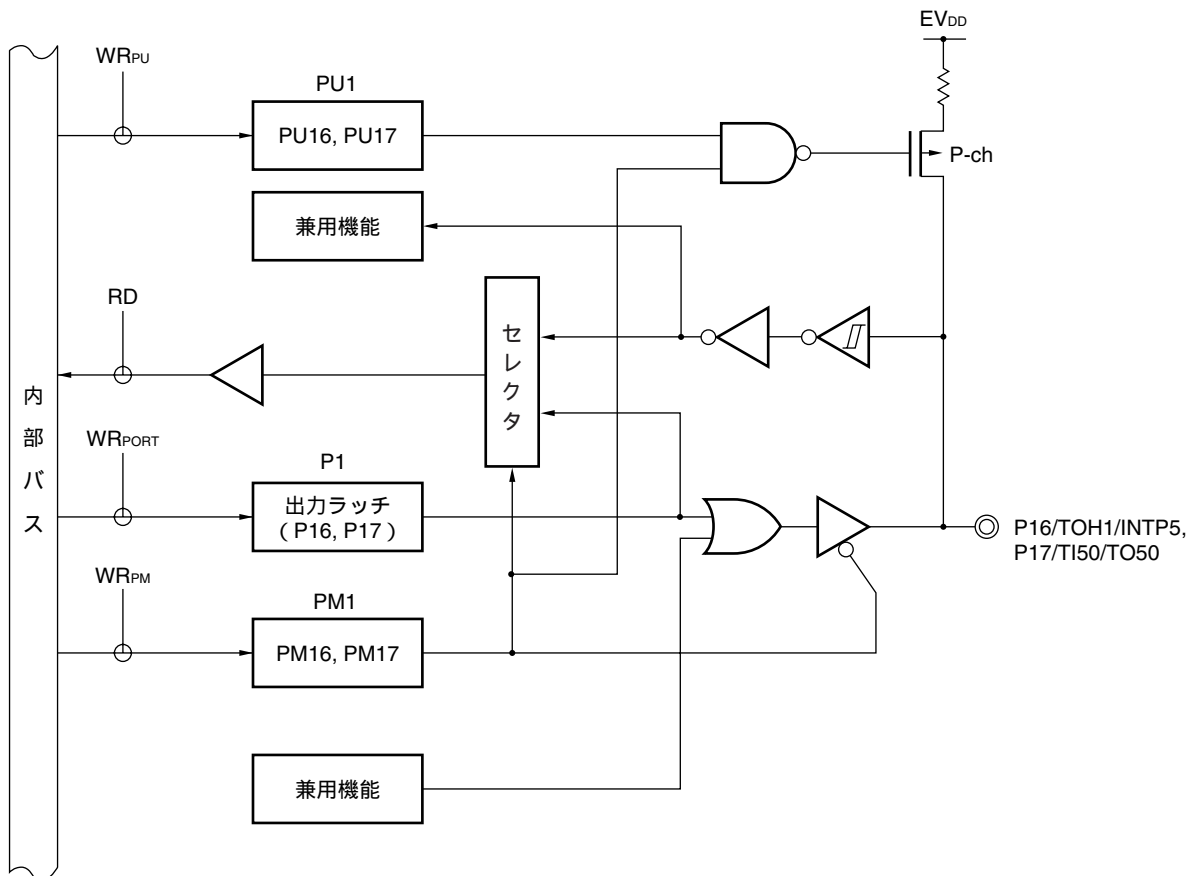 EVDD
WRPU
PU1
PU16, PU17
P-ch
兼用機能
RD
セレクタ
内部バス
WRPORT
P1
出力ラッチ
( P16, P17 )
P16/TOH1/INTP5,
P17/TI50/TO50
WRPM
PM1
PM16, PM17
兼用機能